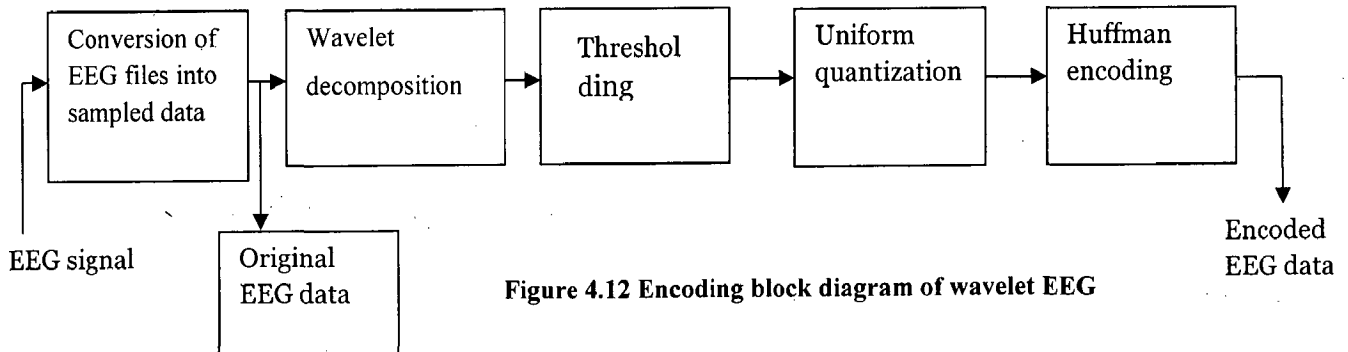 Conversion of
EEG files into
sampled data
Wavelet
decomposition
Threshol
ding
Uniform
quantization
Huffman
encoding
EEG signal
Original
EEG data
Encoded
EEG data
Figure 4.12 Encoding block diagram of wavelet EEG